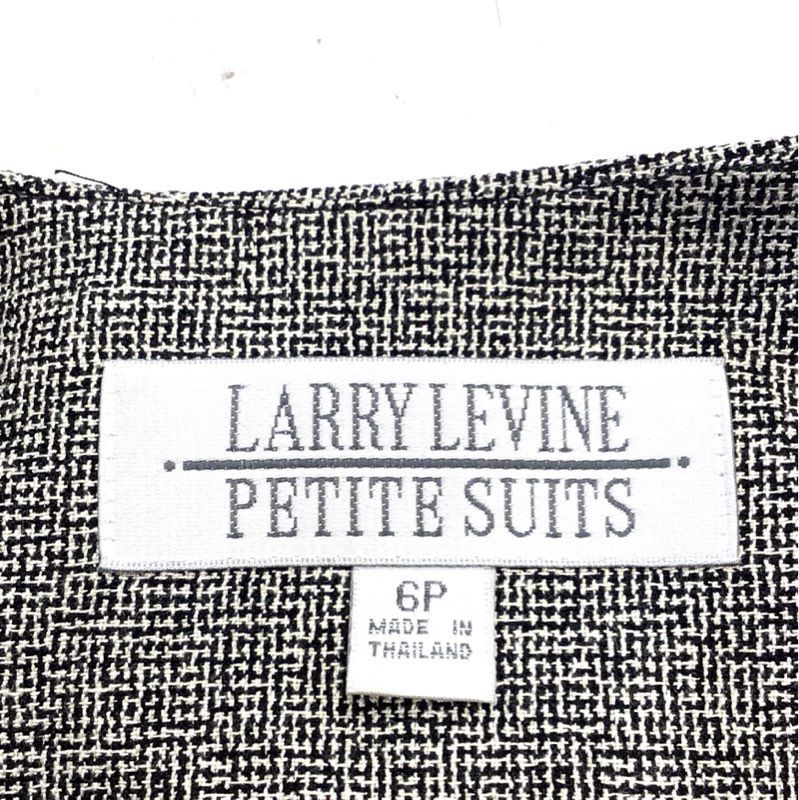 LARRY LEVINE
PETITE SUITS
6P
MADE IN
THAILAND